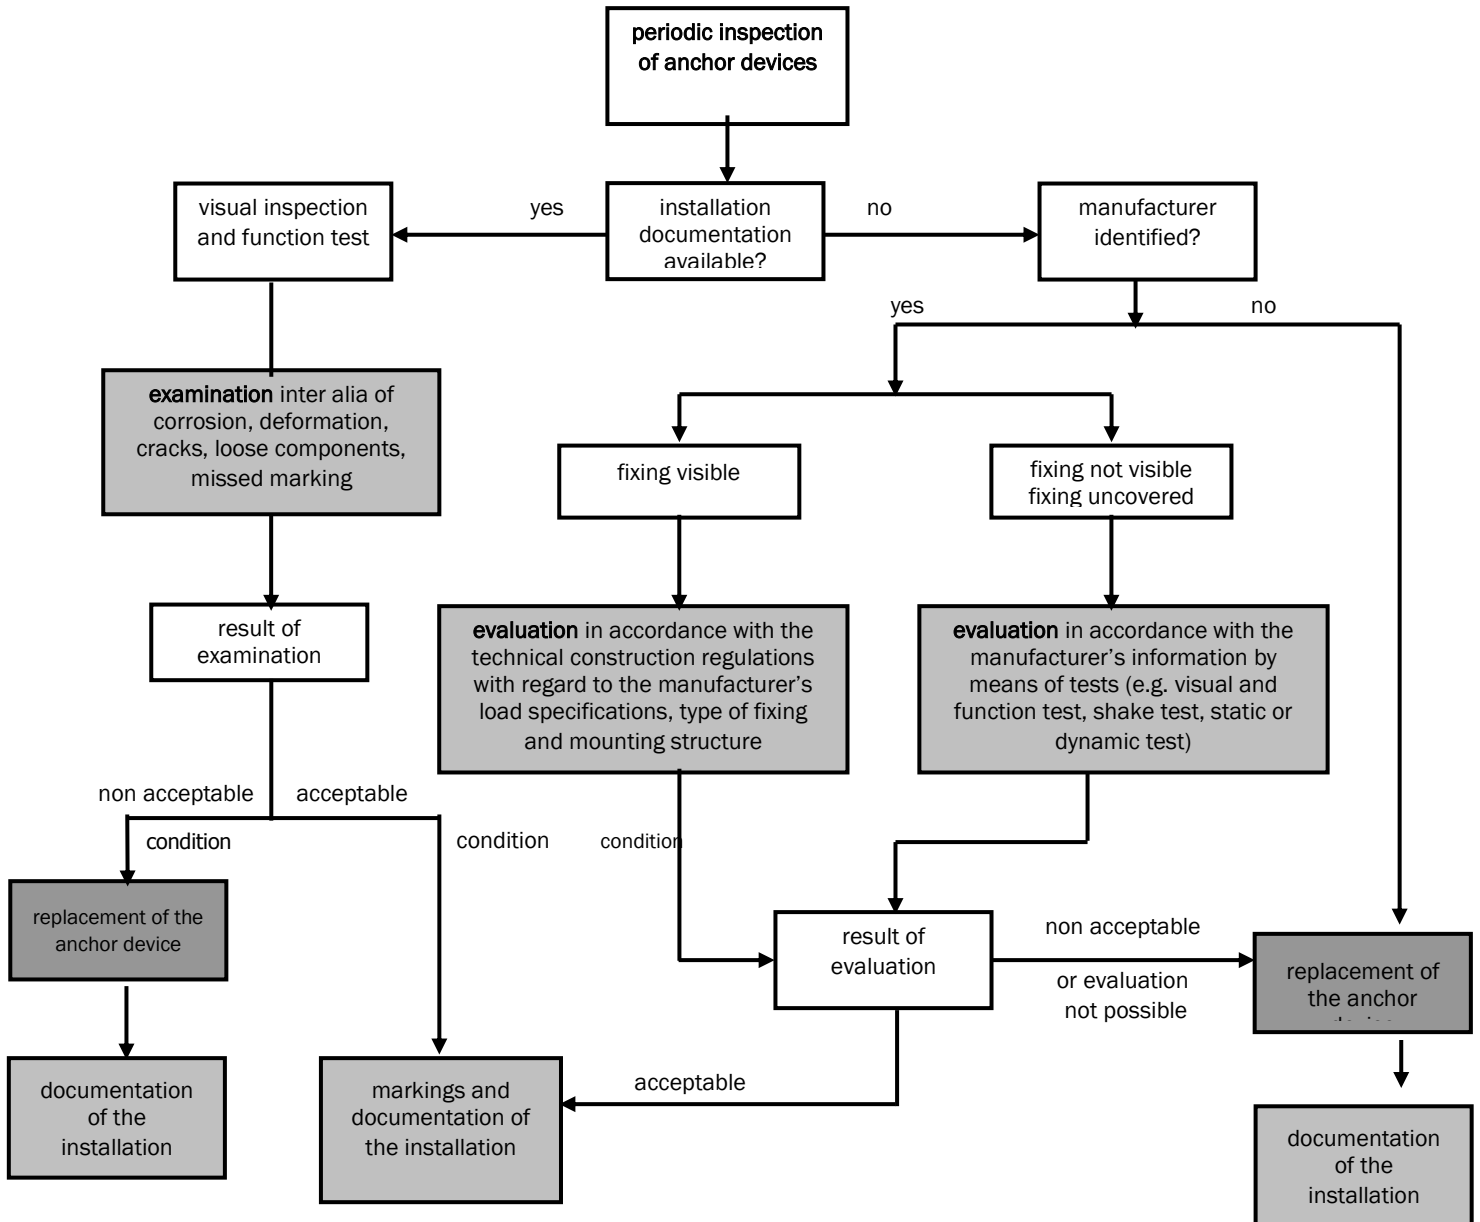 periodic inspection
of anchor devices
visual inspection
and function test
yes
installation
documentation
available?
no
manufacturer
identified?
yes
no
examination inter alia of
corrosion, deformation,
cracks, loose components,
missed marking
fixing visible
fixing not visible
fixing uncovered
result of
examination
evaluation in accordance with the
technical construction regulations
with regard to the manufacturer’s
load specifications, type of fixing
and mounting structure
evaluation in accordance with the
manufacturer’s information by
means of tests (e.g. visual and
function test, shake test, static or
dynamic test)
non acceptable
acceptable
condition
condition
condition
replacement of the
anchor device
result of
evaluation
non acceptable
or evaluation
not possible
replacement of
the anchor
documentation
of the
installation
markings and
documentation of
the installation
acceptable
documentation
of the
installation